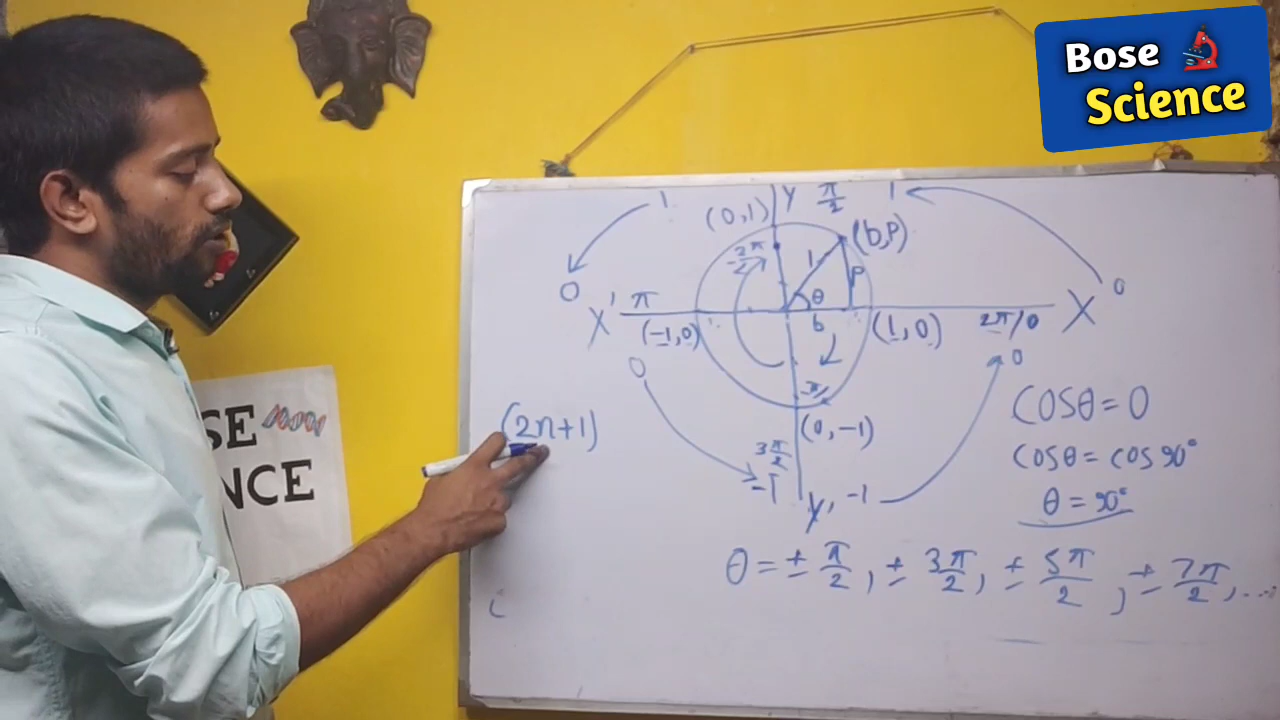 Bose
Science
1
Y π/2
1
(0,1)
(b,P)
-3π/2
1
P
θ
0
0
X' π
X
(-1,0)
b
(1,0)
2π/0
0
0
-π/2
COSθ = 0
(2n+1)
(0,-1)
3π/2
cosθ = cos 90°
-1
Y' -1
θ = 90°
SE
NCE
θ = ± π/2, ± 3π/2, ± 5π/2, ± 7π/2, ...
(